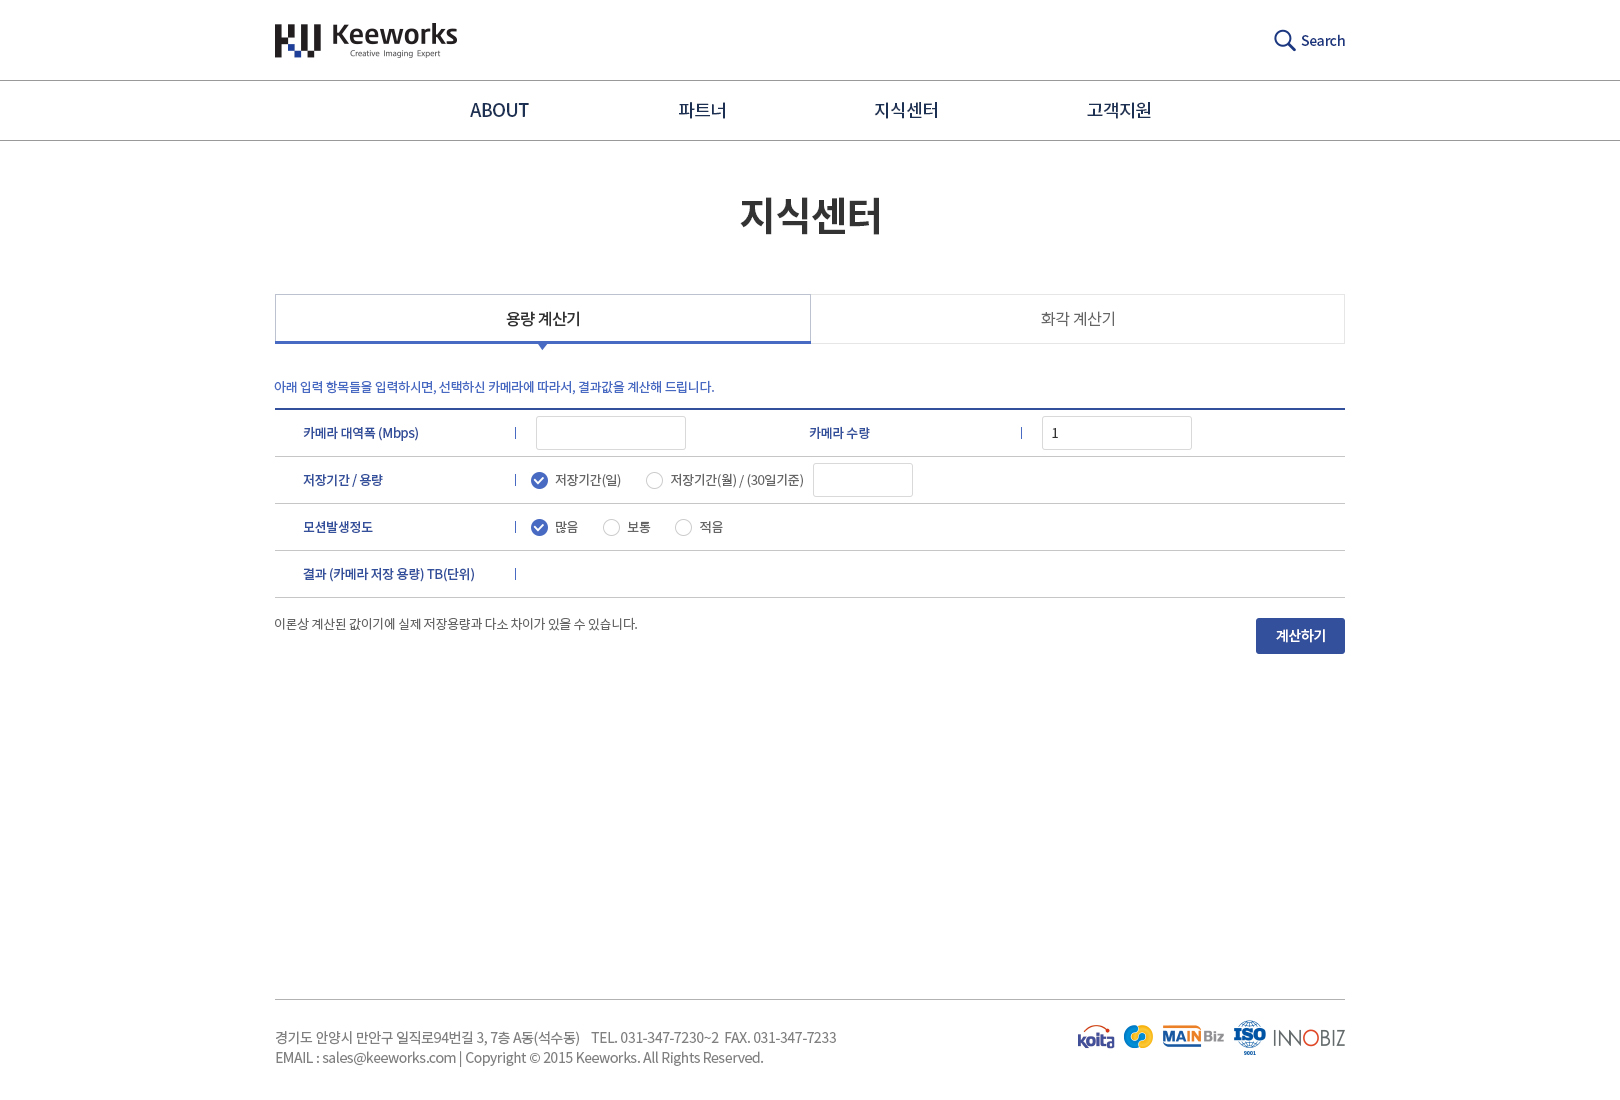 Keeworks
Creative Imaging Expert
Search
ABOUT 파트너 지식센터 고객지원
지식센터
용량 계산기 화각 계산기
아래 입력 항목들을 입력하시면, 선택하신 카메라에 따라서, 결과값을 계산해 드립니다.
카메라 대역폭 (Mbps) 카메라 수량 1
저장기간 / 용량 저장기간(일) 저장기간(월) / (30일기준)
모션발생정도 많음 보통 적음
결과 (카메라 저장 용량) TB(단위)
이론상 계산된 값이기에 실제 저장용량과 다소 차이가 있을 수 있습니다.
계산하기
경기도 안양시 만안구 일직로94번길 3, 7층 A동(석수동) TEL. 031-347-7230~2 FAX. 031-347-7233
EMAIL : sales@keeworks.com | Copyright © 2015 Keeworks. All Rights Reserved.
koita MAINBiz ISO 9001 INNOBIZ